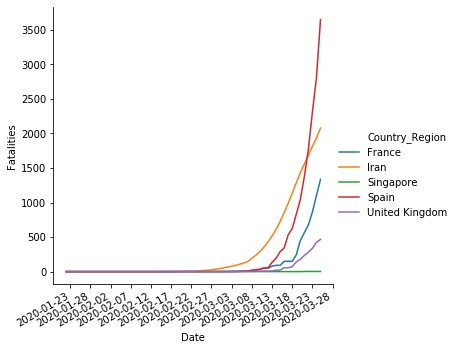 3500
3000
2500
2000
1500
1000
500
0
Fatalities
Country_Region
France
Iran
Singapore
Spain
United Kingdom
2020-01-23
2020-01-28
2020-02-02
2020-02-07
2020-02-12
2020-02-17
2020-02-22
2020-02-27
2020-03-03
2020-03-08
2020-03-13
2020-03-18
2020-03-23
2020-03-28
Date